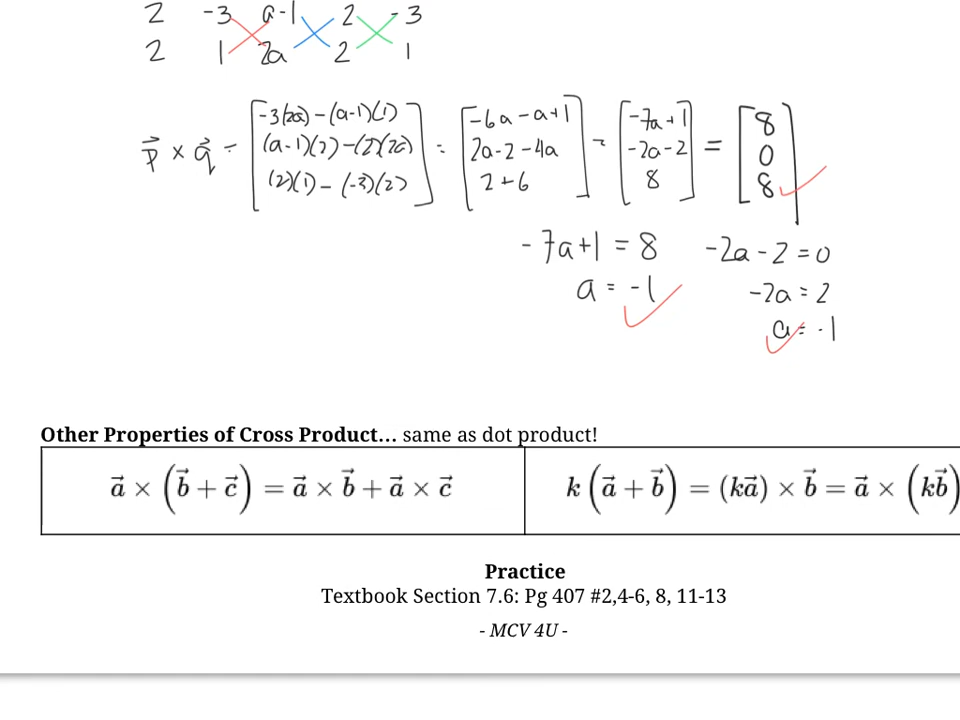 2 -3 a-1 2 -3
2 1 2a 2 1
p⃗ × q⃗ = [-3(2a) - (a-1)(1) (a-1)(2) - (2)(2a) (2)(1) - (-3)(2)] = [-6a - a+1 2a-2-4a 2+6] = [-7a+1 -2a-2 8] = [8 0 8]
-7a+1 = 8 -2a-2=0
a = -1 -2a = 2
a = -1
Other Properties of Cross Product... same as dot product!
a⃗ × (b⃗ + c⃗) = a⃗ × b⃗ + a⃗ × c⃗ k(a⃗ + b⃗) = (ka⃗) × b⃗ = a⃗ × (kb⃗)
Practice
Textbook Section 7.6: Pg 407 #2,4-6, 8, 11-13
- MCV 4U -